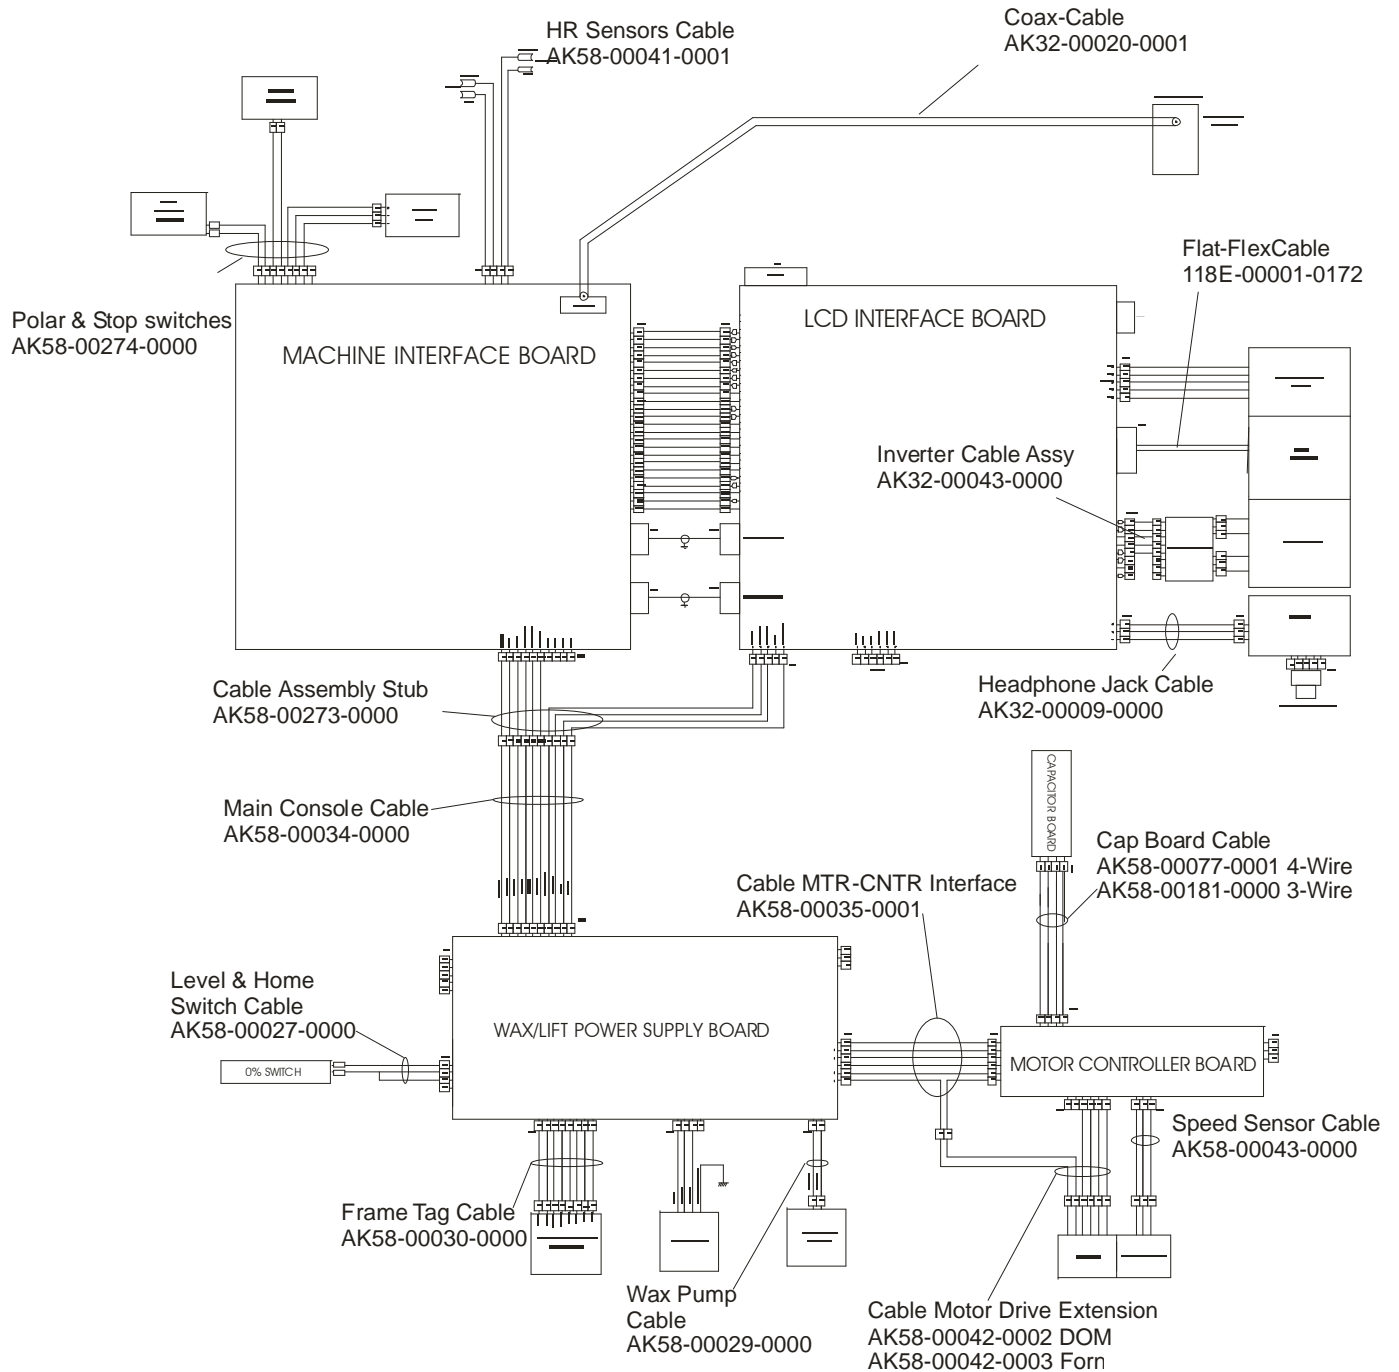 HR Sensors Cable
AK58-00041-0001
Coax-Cable
AK32-00020-0001
Flat-FlexCable
118E-00001-0172
Polar & Stop switches
AK58-00274-0000
MACHINE INTERFACE BOARD
LCD INTERFACE BOARD
Inverter Cable Assy
AK32-00043-0000
Cable Assembly Stub
AK58-00273-0000
Headphone Jack Cable
AK32-00009-0000
Main Console Cable
AK58-00034-0000
CAPACITOR BOARD
Cap Board Cable
AK58-00077-0001 4-Wire
AK58-00181-0000 3-Wire
Cable MTR-CNTR Interface
AK58-00035-0001
Level & Home
Switch Cable
AK58-00027-0000
WAX/LIFT POWER SUPPLY BOARD
0% SWITCH
MOTOR CONTROLLER BOARD
Speed Sensor Cable
AK58-00043-0000
Frame Tag Cable
AK58-00030-0000
Wax Pump
Cable
AK58-00029-0000
Cable Motor Drive Extension
AK58-00042-0002 DOM
AK58-00042-0003 Forn